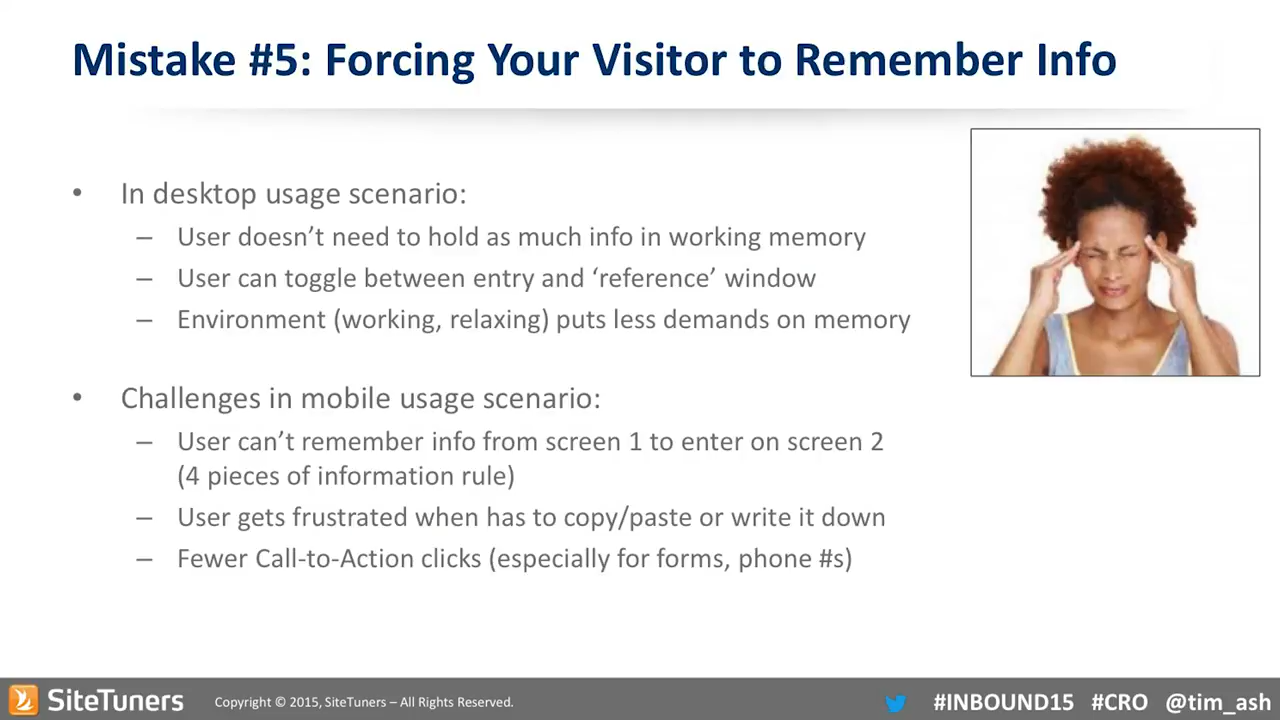 Mistake #5: Forcing Your Visitor to Remember Info
• In desktop usage scenario:
– User doesn’t need to hold as much info in working memory
– User can toggle between entry and ‘reference’ window
– Environment (working, relaxing) puts less demands on memory
• Challenges in mobile usage scenario:
– User can’t remember info from screen 1 to enter on screen 2
(4 pieces of information rule)
– User gets frustrated when has to copy/paste or write it down
– Fewer Call-to-Action clicks (especially for forms, phone #s)
SiteTuners Copyright © 2015, SiteTuners – All Rights Reserved. #INBOUND15 #CRO @tim_ash